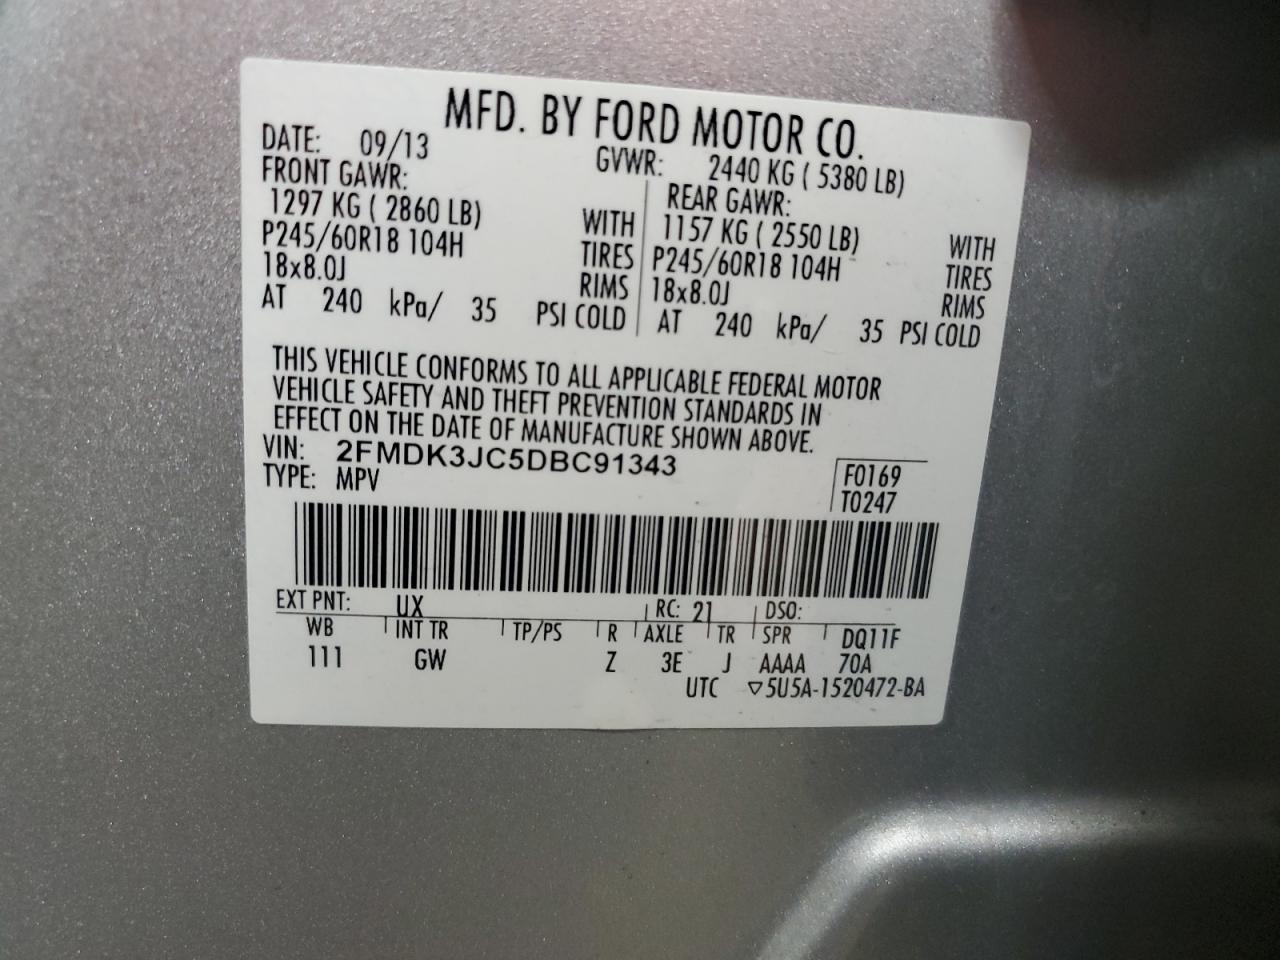 MFD. BY FORD MOTOR CO.
DATE: 09/13 GVWR: 2440 KG ( 5380 LB)
FRONT GAWR: REAR GAWR:
1297 KG ( 2860 LB) WITH 1157 KG ( 2550 LB) WITH
P245/60R18 104H TIRES P245/60R18 104H TIRES
18x8.0J RIMS 18x8.0J RIMS
AT 240 kPa/ 35 PSI COLD AT 240 kPa/ 35 PSI COLD
THIS VEHICLE CONFORMS TO ALL APPLICABLE FEDERAL MOTOR
VEHICLE SAFETY AND THEFT PREVENTION STANDARDS IN
EFFECT ON THE DATE OF MANUFACTURE SHOWN ABOVE.
VIN: 2FMDK3JC5DBC91343
TYPE: MPV
F0169
T0247
EXT PNT: UX RC: 21 DSO:
WB INT TR TP/PS R AXLE TR SPR DQ11F
111 GW Z 3E J AAAA 70A
UTC ▽5U5A-1520472-BA